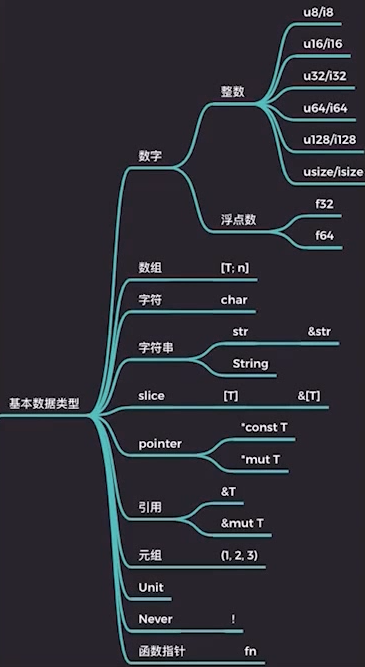 基本数据类型
数字
整数
u8/i8
u16/i16
u32/i32
u64/i64
u128/i128
usize/isize
浮点数
f32
f64
数组 [T; n]
字符 char
字符串
str &str
String
slice [T] &[T]
pointer
*const T
*mut T
引用
&T
&mut T
元组 (1, 2, 3)
Unit
Never !
函数指针 fn